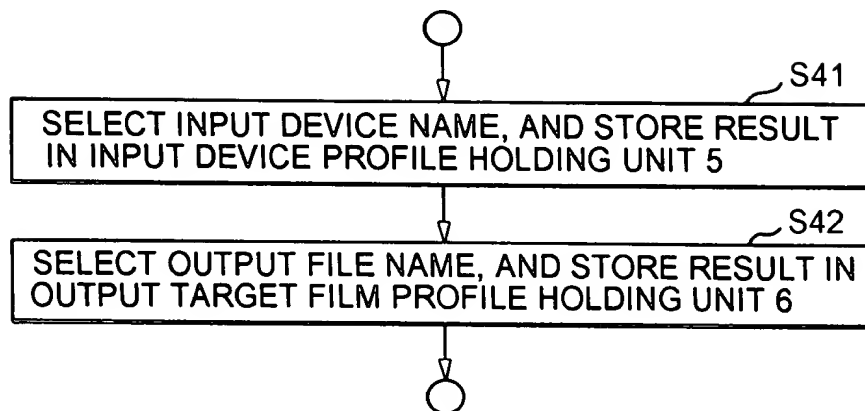 S41
SELECT INPUT DEVICE NAME, AND STORE RESULT
IN INPUT DEVICE PROFILE HOLDING UNIT 5
S42
SELECT OUTPUT FILE NAME, AND STORE RESULT IN
OUTPUT TARGET FILM PROFILE HOLDING UNIT 6